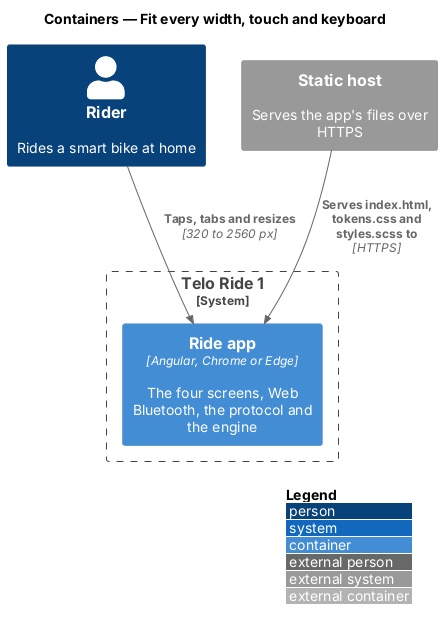 Containers — Fit every width, touch and keyboard
Rider
Rides a smart bike at home
Static host
Serves the app's files over
HTTPS
Taps, tabs and resizes
[320 to 2560 px]
Serves index.html,
tokens.css and
styles.scss to
[HTTPS]
Telo Ride 1
[System]
Ride app
[Angular, Chrome or Edge]
The four screens, Web
Bluetooth, the protocol and
the engine
Legend
person
system
container
external person
external system
external container